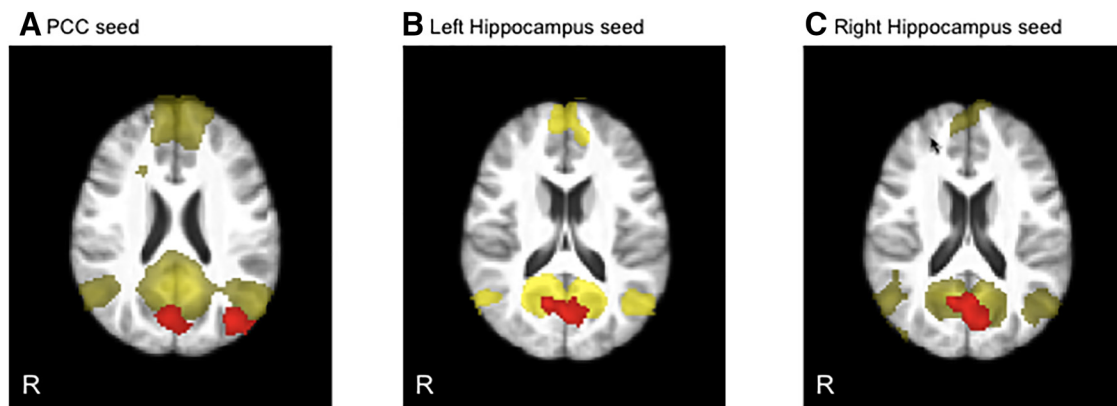 A PCC seed
B Left Hippocampus seed
C Right Hippocampus seed
R
R
R